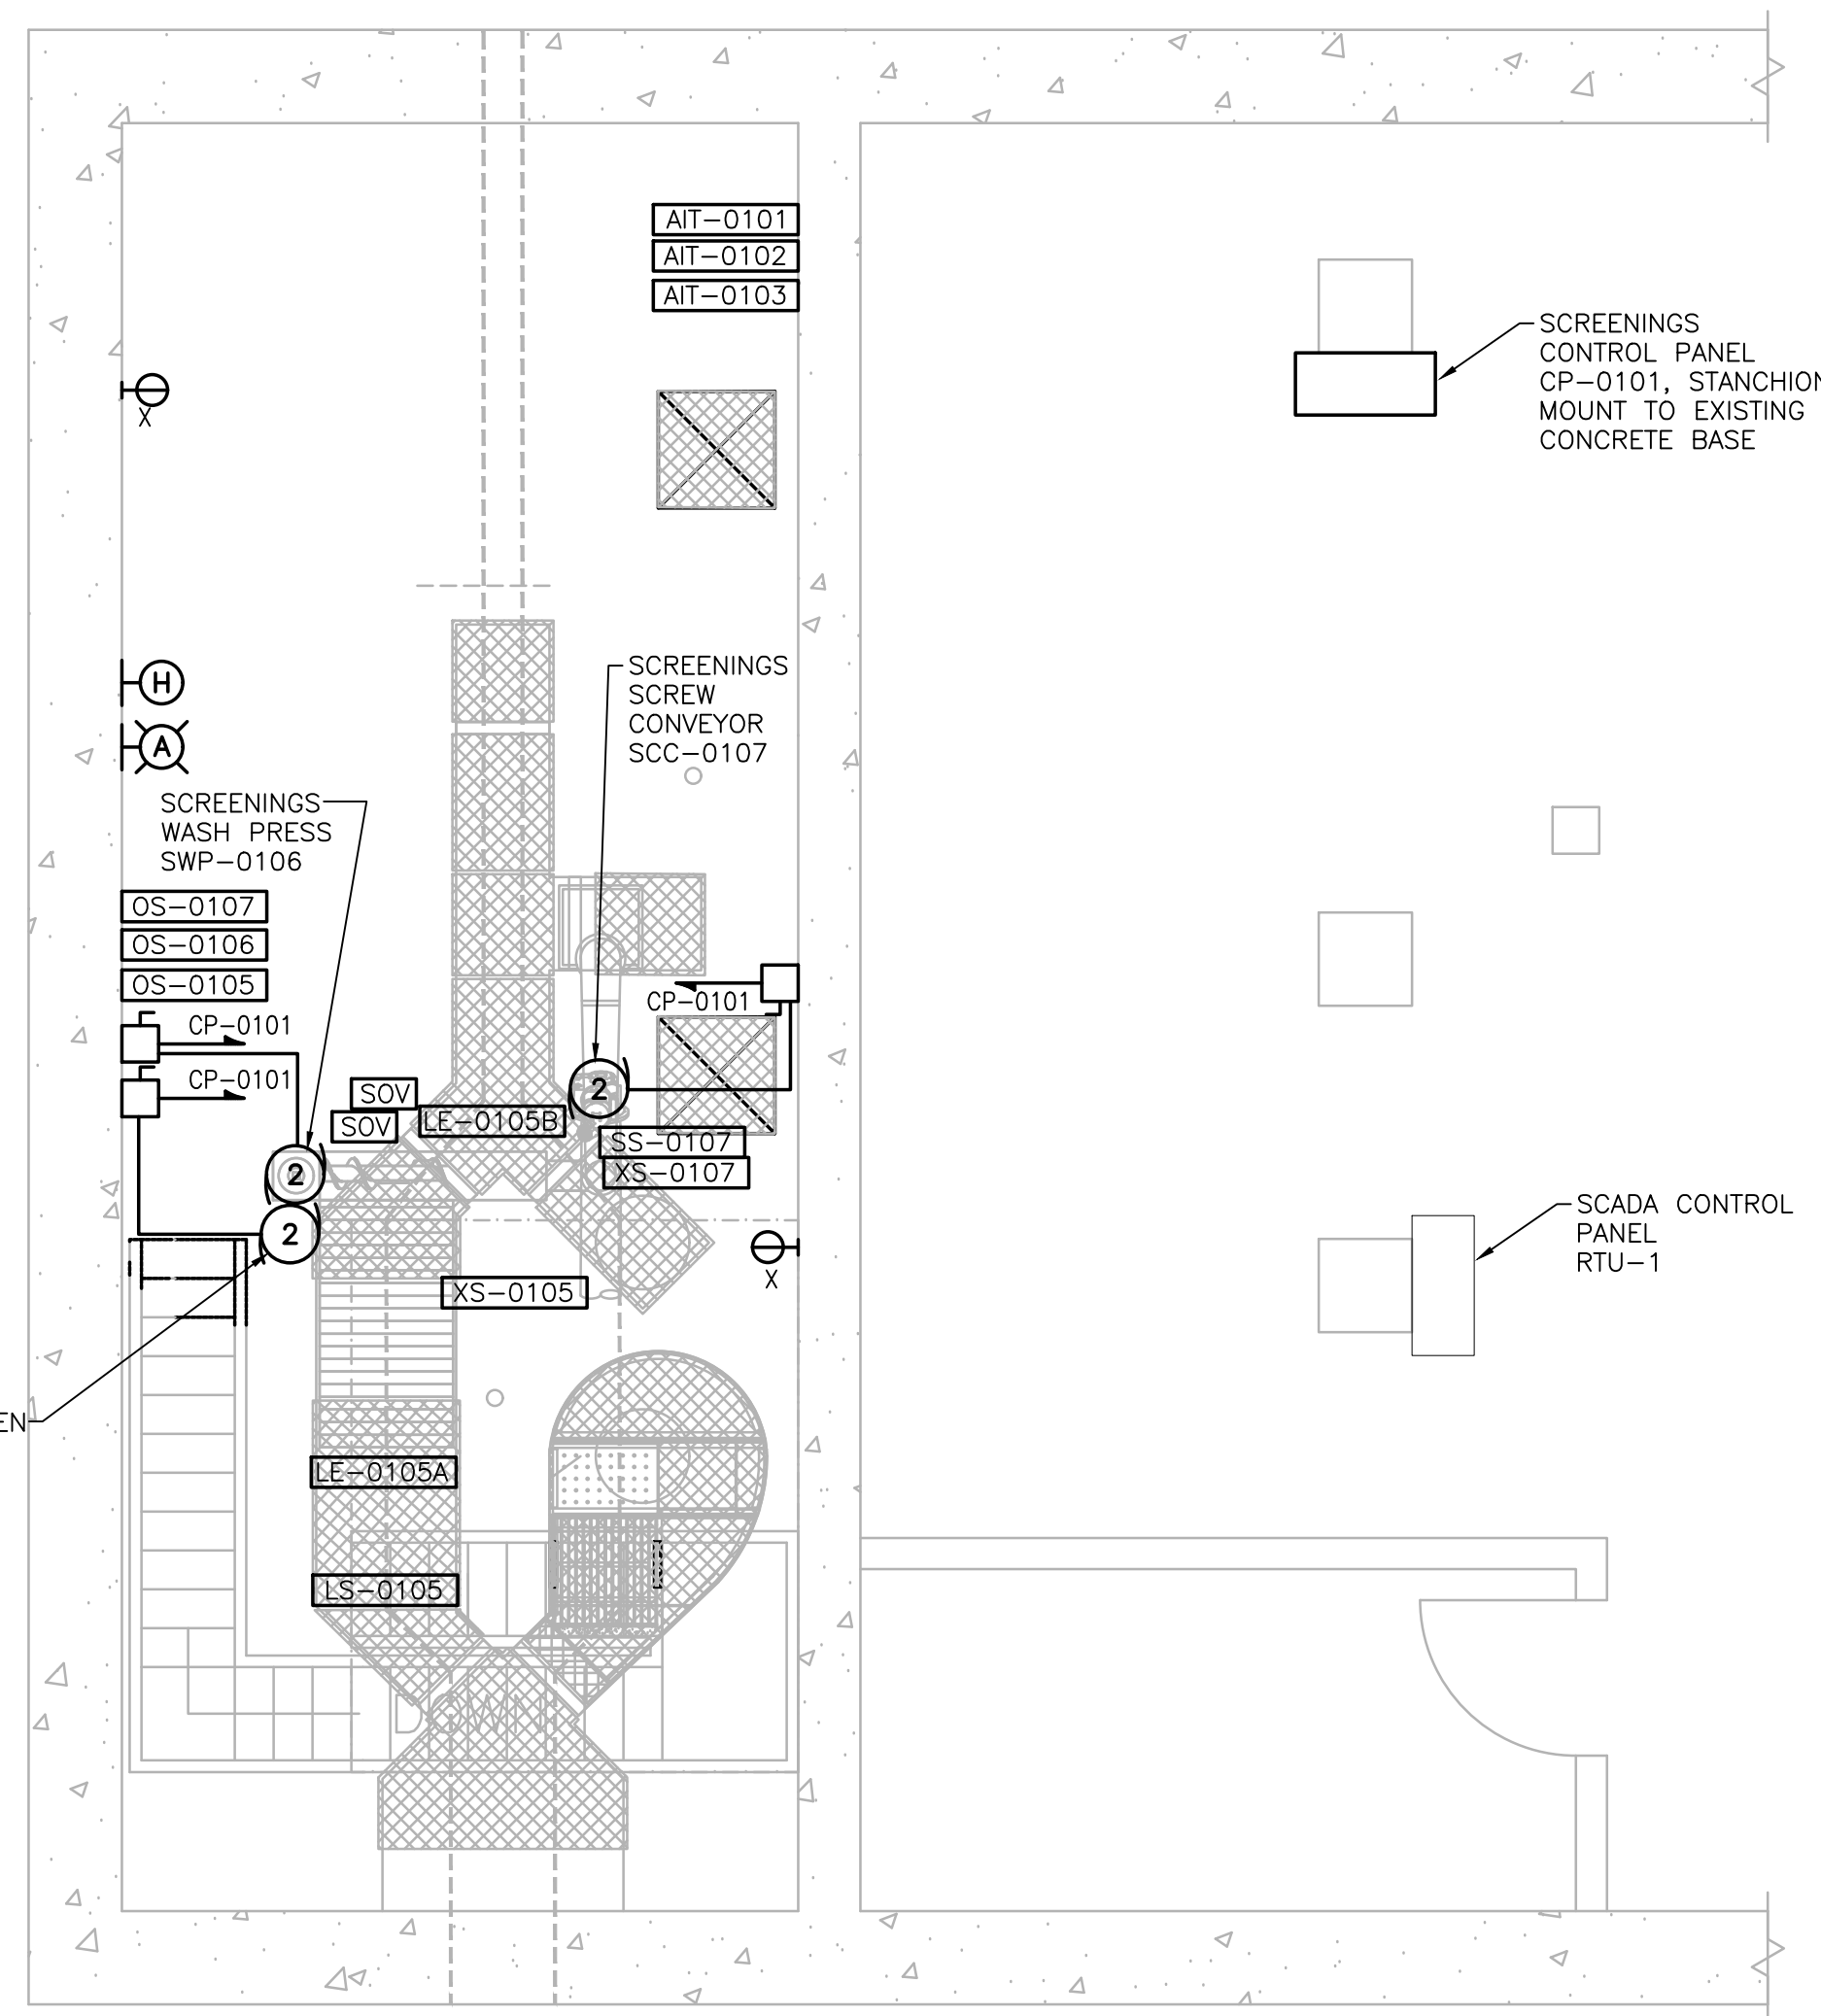 AIT-0101
AIT-0102
AIT-0103
SCREENINGS
CONTROL PANEL
CP-0101, STANCHION
MOUNT TO EXISTING
CONCRETE BASE
X
H
A
SCREENINGS
SCREW
CONVEYOR
SCC-0107
SCREENINGS
WASH PRESS
SWP-0106
OS-0107
OS-0106
OS-0105
CP-0101
CP-0101
CP-0101
SOV
SOV
LE-0105B
2
SS-0107
XS-0107
2
2
SCADA CONTROL
PANEL
RTU-1
X
XS-0105
EN
LE-0105A
LS-0105
DOWN